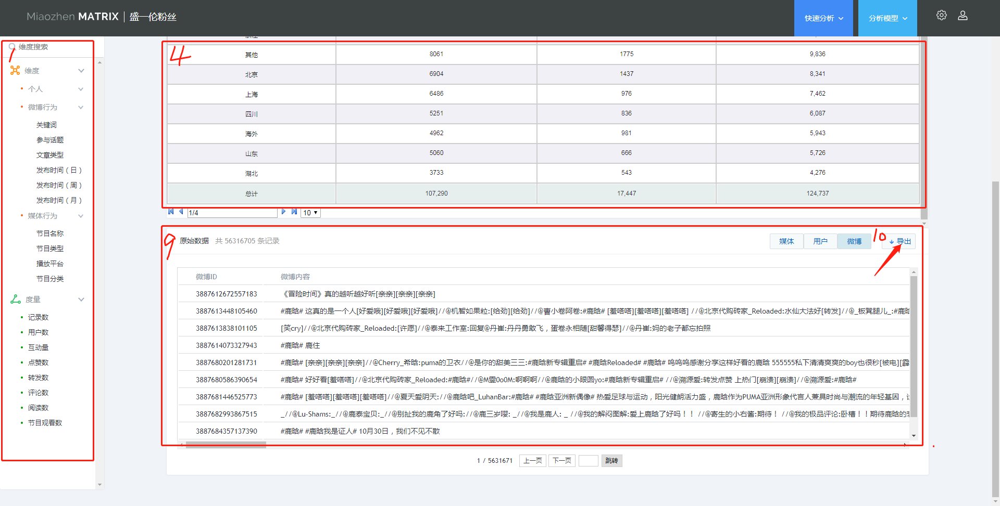 Miaozhen MATRIX | 盛一伦粉丝
快速分析
分析模型
1
维度搜索
维度
个人
微博行为
关键词
参与话题
文章类型
发布时间（日）
发布时间（周）
发布时间（月）
媒体行为
节目名称
节目类型
播放平台
节目分类
度量
记录数
用户数
互动量
点赞数
转发数
评论数
阅读数
节目观看数
4
其他 8061 1775 9,836
北京 6904 1437 8,341
上海 6486 976 7,462
四川 5251 836 6,087
海外 4962 981 5,943
山东 5060 666 5,726
湖北 3733 543 4,276
总计 107,290 17,447 124,737
1/4 10
9 原始数据 共 56316705 条记录
媒体 用户 微博 10 导出
微博ID 微博内容
3887612672557183 《冒险时间》真的越听越好听[亲亲][亲亲][亲亲]
3887613448105460 #鹿晗# 这真的是一个人[好爱哦][好爱哦][好爱哦]//@机智如果粒:[给劲][给劲]//@曹小卷阿卷:#鹿晗# [羞嗒嗒][羞嗒嗒][羞嗒嗒] //@北京代购砖家_Reloaded:水仙大法好[转发]//@_板凳腿儿_:#鹿晗
3887613838101105 [笑cry]//@北京代购砖家_Reloaded:[许愿]//@泰来工作室:回复@丹崔:丹丹勇敢飞，蛋卷永相随[甜馨得瑟]//@丹崔:妈的老子都忘拍照
3887614073327943 #鹿晗# 鹿住
3887680201281731 #鹿晗# [亲亲][亲亲][亲亲]//@Cherry_希晗:puma的卫衣//@是你的甜美三三:#鹿晗新专辑重启# #鹿晗Reloaded# #鹿晗# 呜呜呜感谢分享这样好看的鹿晗 555555私下清清爽爽的boy也很秒[被电][
3887680586390654 #鹿晗# 好好看[羞嗒嗒]//@北京代购砖家_Reloaded:#鹿晗#//@M雯0o0M:啊啊啊//@鹿晗的小眼圆yo:#鹿晗新专辑重启# //@溯源爱:转发点赞 上热门[崩溃][崩溃]//@溯源爱:#鹿晗#
3887681446525773 #鹿晗# [羞嗒嗒][羞嗒嗒][羞嗒嗒]//@夏天爱阴天://@鹿晗吧_LuhanBar:#鹿晗# #鹿晗亚洲新偶像# 热爱足球与运动，阳光健朗活力盛，鹿晗作为PUMA亚洲形象代言人兼具时尚与潮流的年轻基因，
3887682993867515 _//@Lu-Shams:_//@鹿泰宝贝:_//@别扯我的鹿角了好吗://@鹿三岁嘤: _//@我是鹿人: _ //@我的解闷图解:爱上鹿晗了好吗！！ //@寄生的小右酱:期待！ //@我的极品评论:卧槽！！期待鹿晗的
3887684357137390 #鹿晗# #鹿晗我是证人# 10月30日，我们不见不散
1 / 5631671 上一页 下一页 跳转